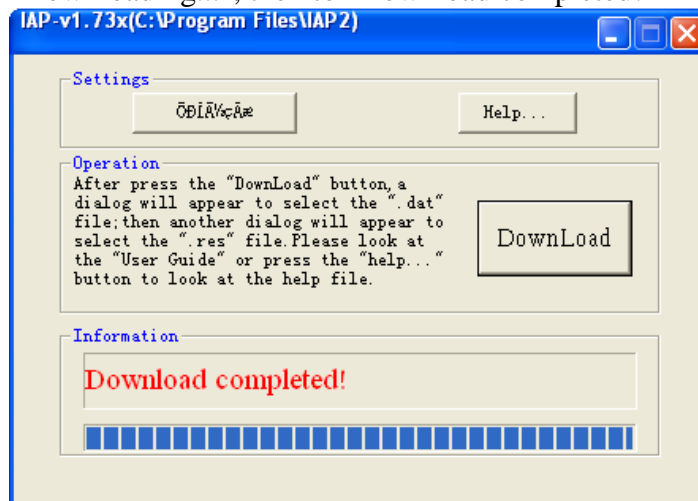 IAP-v1.73x(C:\Program Files\IAP2)
Settings
ÖÐÎÄ½çÃæ
Help...
Operation
After press the "DownLoad" button, a
dialog will appear to select the ".dat"
file;then another dialog will appear to
select the ".res" file.Please look at
the "User Guide" or press the "help..."
button to look at the help file.
DownLoad
Information
Download completed!